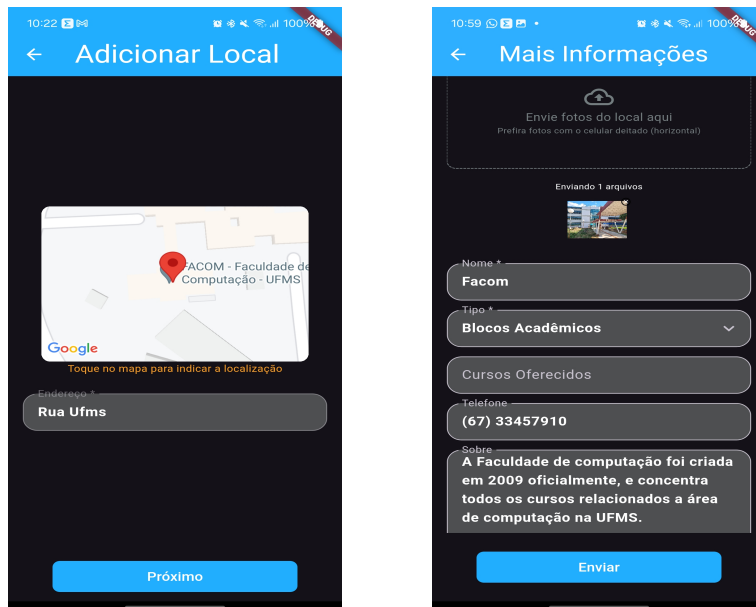 10:22
100%
DEBUG
Adicionar Local
FACOM - Faculdade de
Computação - UFMS
Google
Toque no mapa para indicar a localização
Endereço *
Rua Ufms
Próximo
10:59
100%
DEBUG
Mais Informações
Envie fotos do local aqui
Prefira fotos com o celular deitado (horizontal)
Enviando 1 arquivos
Nome *
Facom
Tipo *
Blocos Acadêmicos
Cursos Oferecidos
Telefone
(67) 33457910
Sobre
A Faculdade de computação foi criada
em 2009 oficialmente, e concentra
todos os cursos relacionados a área
de computação na UFMS.
Enviar